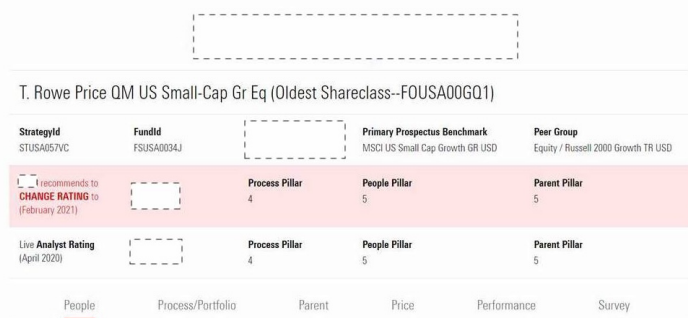 T. Rowe Price QM US Small-Cap Gr Eq (Oldest Shareclass--FOUSA00GQ1)
StrategyId FundId Primary Prospectus Benchmark Peer Group
STUSA057VC FSUSA0034J MSCI US Small Cap Growth GR USD Equity / Russell 2000 Growth TR USD
recommends to Process Pillar People Pillar Parent Pillar
CHANGE RATING to 4 5 5
(February 2021)
Live Analyst Rating Process Pillar People Pillar Parent Pillar
(April 2020) 4 5 5
People Process/Portfolio Parent Price Performance Survey